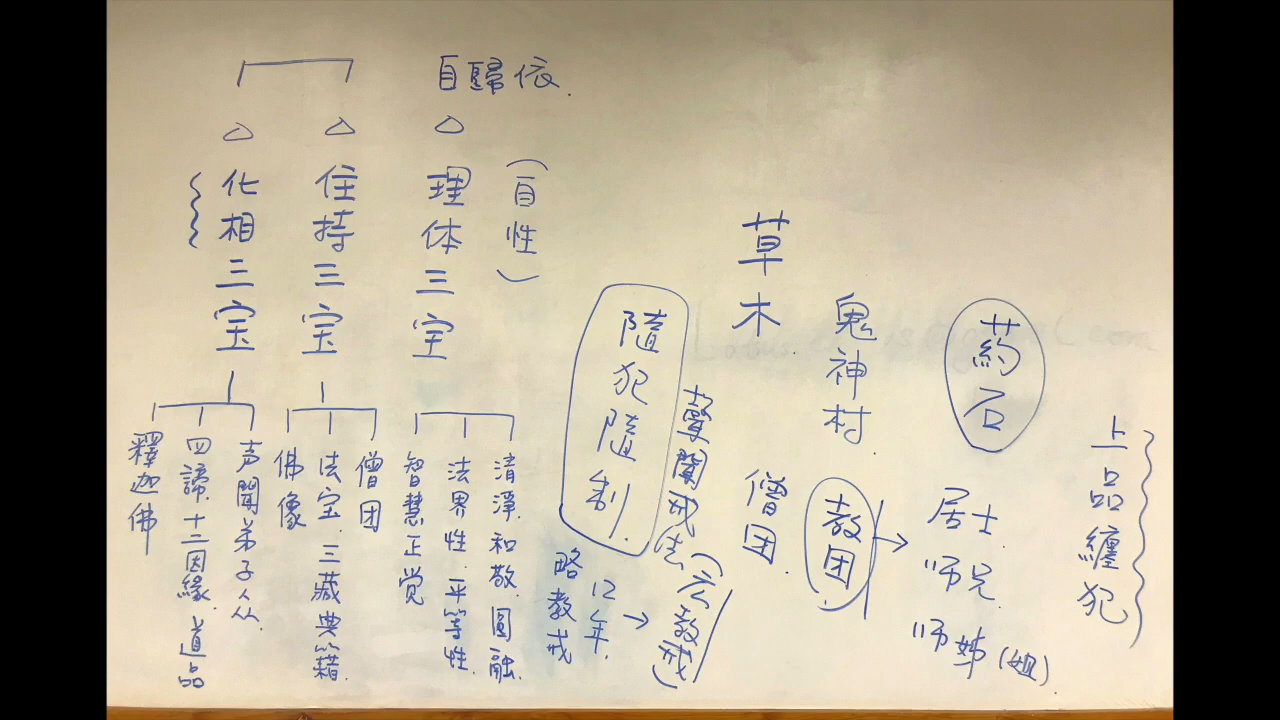 自歸依.
(自性)
理体三宝
清淨和敬.圓融.
法界性.平等性.
智慧正觉
住持三宝
僧团
法宝.三藏典籍.
佛像
化相三宝
声聞弟子人众.
四諦.十二因緣.道品
釋迦佛
上品纏犯
药石
居士.
师兄
师姊(姐)
鬼神村.
教团.
草木.
僧团.
聲聞戒法(広教戒)
隨犯隨制.
12年.
略教戒